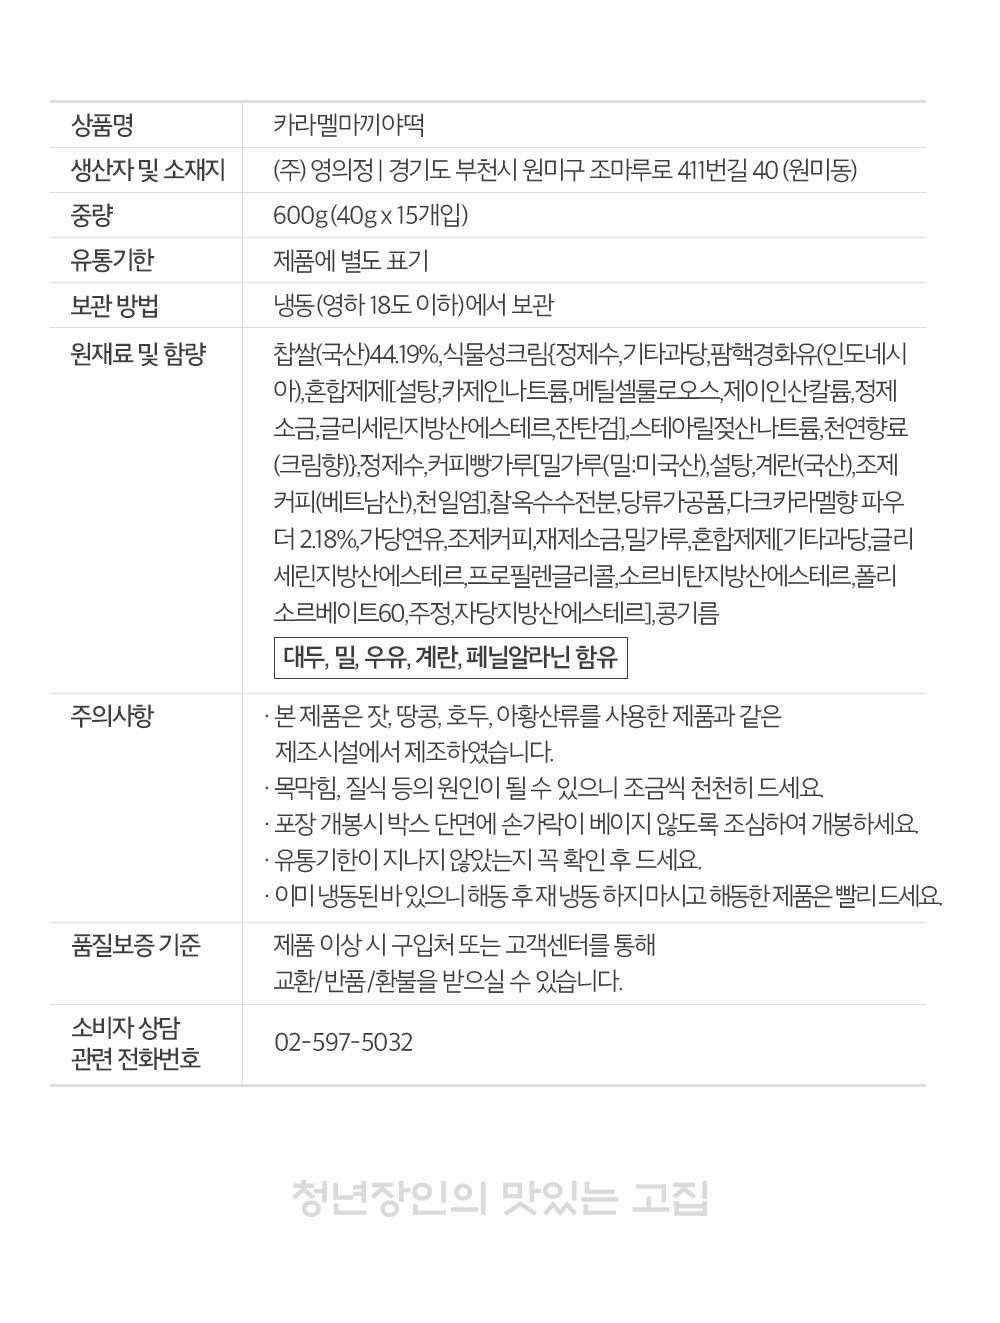 상품명 카라멜마끼야떡
생산자 및 소재지 (주) 영의정 | 경기도 부천시 원미구 조마루로 411번길 40 (원미동)
중량 600g(40g x 15개입)
유통기한 제품에 별도 표기
보관 방법 냉동(영하 18도 이하)에서 보관
원재료 및 함량 찹쌀(국산)44.19%,식물성크림{정제수,기타과당,팜핵경화유(인도네시
아),혼합제제[설탕,카제인나트륨,메틸셀룰로오스,제이인산칼륨,정제
소금,글리세린지방산에스테르,잔탄검],스테아릴젖산나트륨,천연향료
(크림향)},정제수,커피빵가루[밀가루(밀:미국산),설탕,계란(국산),조제
커피(베트남산),천일염],찰옥수수전분,당류가공품,다크카라멜향 파우
더 2.18%,가당연유,조제커피,재제소금,밀가루,혼합제제[기타과당,글리
세린지방산에스테르,프로필렌글리콜,소르비탄지방산에스테르,폴리
소르베이트60,주정,자당지방산에스테르],콩기름
대두, 밀, 우유, 계란, 페닐알라닌 함유
주의사항 · 본 제품은 잣, 땅콩, 호두, 아황산류를 사용한 제품과 같은
제조시설에서 제조하였습니다.
· 목막힘, 질식 등의 원인이 될 수 있으니 조금씩 천천히 드세요.
· 포장 개봉시 박스 단면에 손가락이 베이지 않도록 조심하여 개봉하세요.
· 유통기한이 지나지 않았는지 꼭 확인 후 드세요.
· 이미 냉동된 바 있으니 해동 후 재 냉동 하지 마시고 해동한 제품은 빨리 드세요.
품질보증 기준 제품 이상 시 구입처 또는 고객센터를 통해
교환/반품/환불을 받으실 수 있습니다.
소비자 상담
관련 전화번호 02-597-5032
청년장인의 맛있는 고집